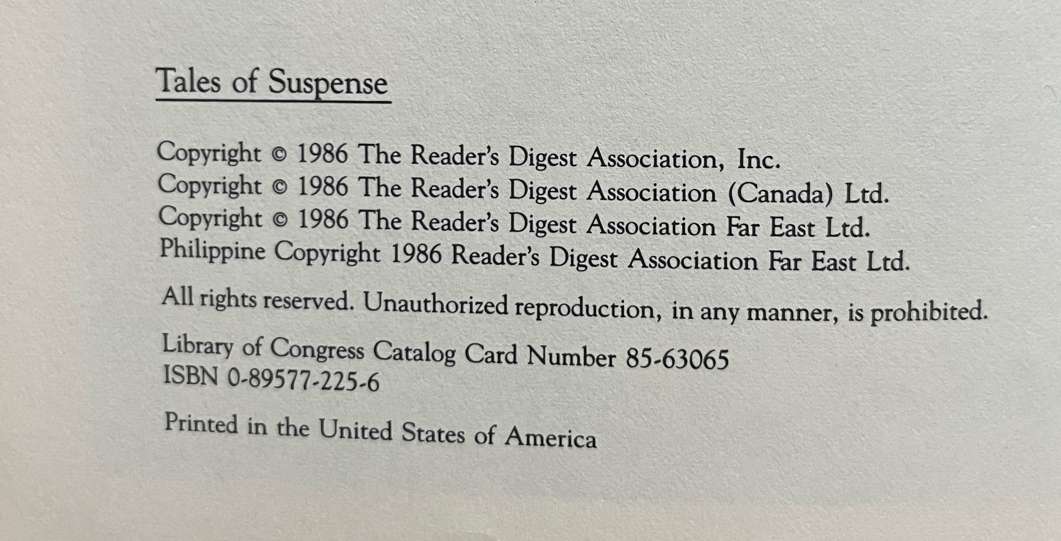 Tales of Suspense
Copyright © 1986 The Reader's Digest Association, Inc.
Copyright © 1986 The Reader's Digest Association (Canada) Ltd.
Copyright © 1986 The Reader's Digest Association Far East Ltd.
Philippine Copyright 1986 Reader's Digest Association Far East Ltd.
All rights reserved. Unauthorized reproduction, in any manner, is prohibited.
Library of Congress Catalog Card Number 85-63065
ISBN 0-89577-225-6
Printed in the United States of America